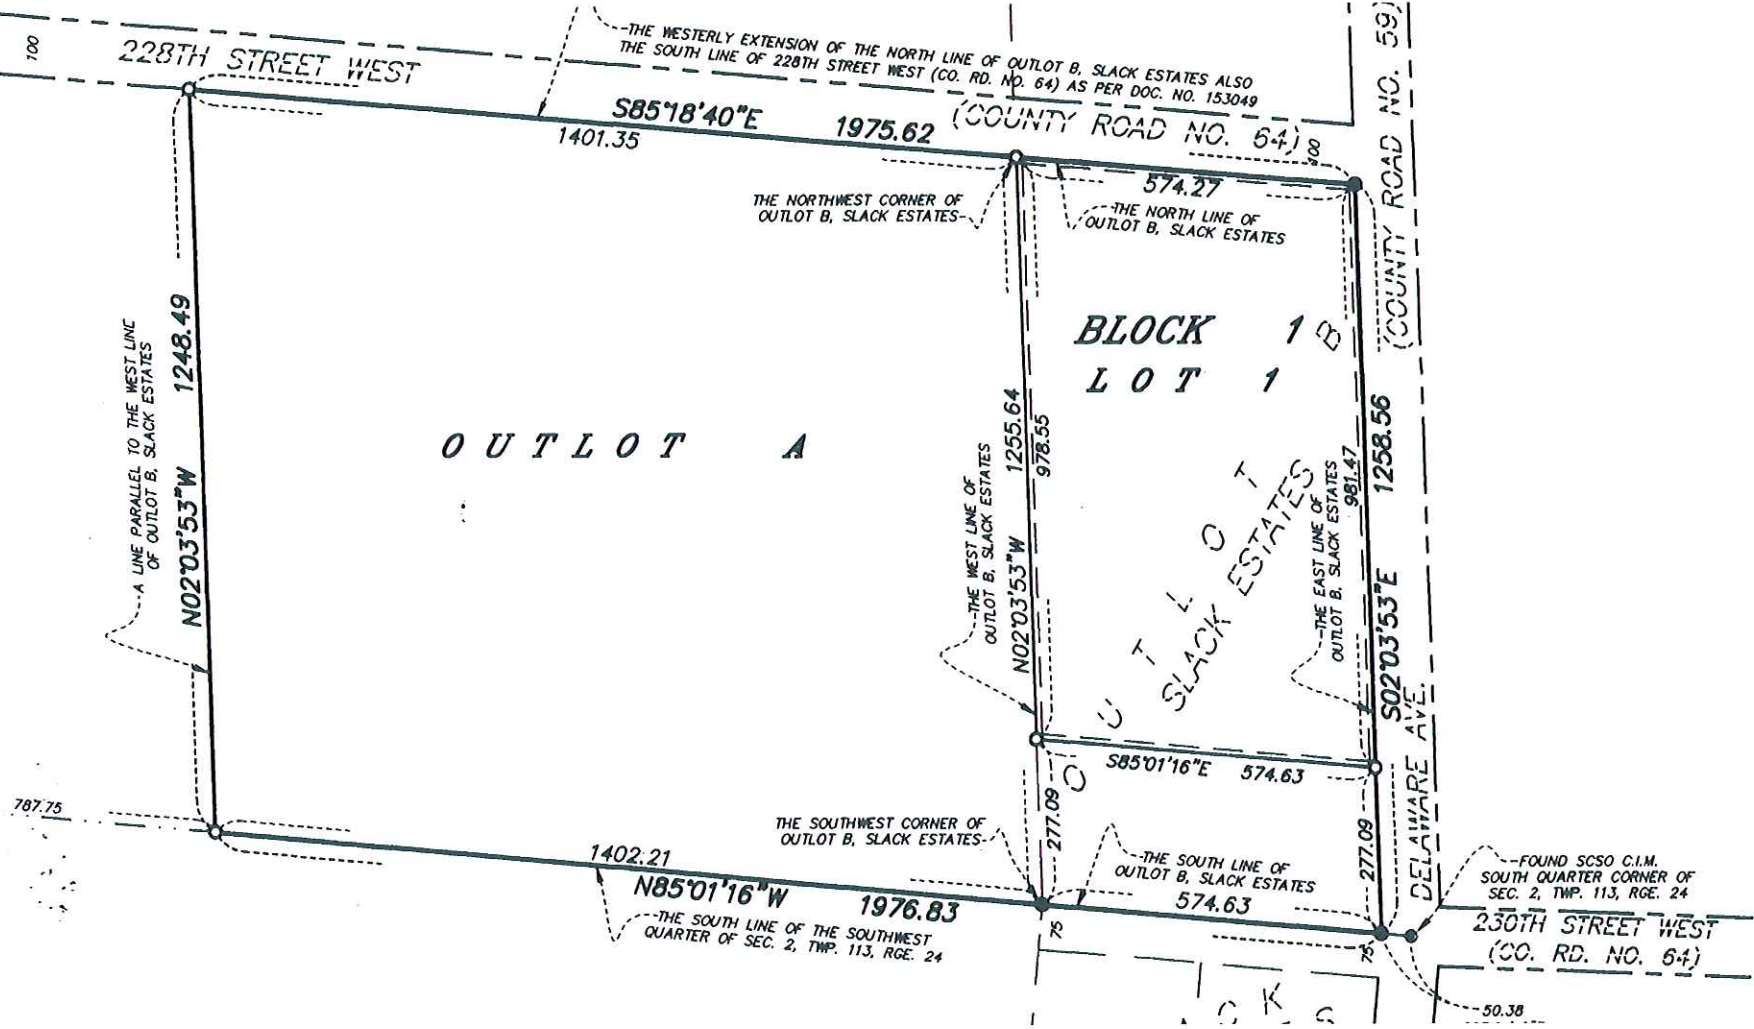 100
228TH STREET WEST
-THE WESTERLY EXTENSION OF THE NORTH LINE OF OUTLOT B, SLACK ESTATES ALSO
THE SOUTH LINE OF 228TH STREET WEST (CO. RD. NO. 64) AS PER DOC. NO. 153049
S85°18'40"E 1975.62
(COUNTY ROAD NO. 64)
100
1401.35
574.27
THE NORTHWEST CORNER OF
OUTLOT B, SLACK ESTATES-
-THE NORTH LINE OF
OUTLOT B, SLACK ESTATES
(COUNTY ROAD NO. 59)
DELAWARE AVE.
BLOCK 1
LOT 1
OUTLOT A
A LINE PARALLEL TO THE WEST LINE
OF OUTLOT B, SLACK ESTATES
N02°03'53"W 1248.49
-THE WEST LINE OF
OUTLOT B, SLACK ESTATES
N02°03'53"W 1255.64
978.55
OUTLOT B
SLACK ESTATES
-THE EAST LINE OF
OUTLOT B, SLACK ESTATES
981.47
S02°03'53"E 1258.56
S85°01'16"E 574.63
787.75
THE SOUTHWEST CORNER OF
OUTLOT B, SLACK ESTATES-
277.09
277.09
-THE SOUTH LINE OF
OUTLOT B, SLACK ESTATES
574.63
1402.21
N85°01'16"W 1976.83
-THE SOUTH LINE OF THE SOUTHWEST
QUARTER OF SEC. 2, TWP. 113, RGE. 24
-FOUND SCSO C.I.M.
SOUTH QUARTER CORNER OF
SEC. 2, TWP. 113, RGE. 24
230TH STREET WEST
(CO. RD. NO. 64)
75
75
50.38